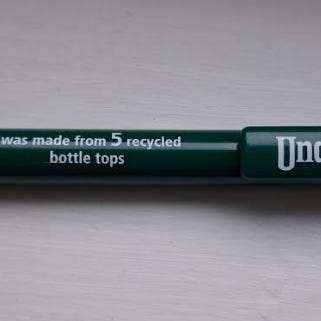 was made from 5 recycled
bottle tops
Unc